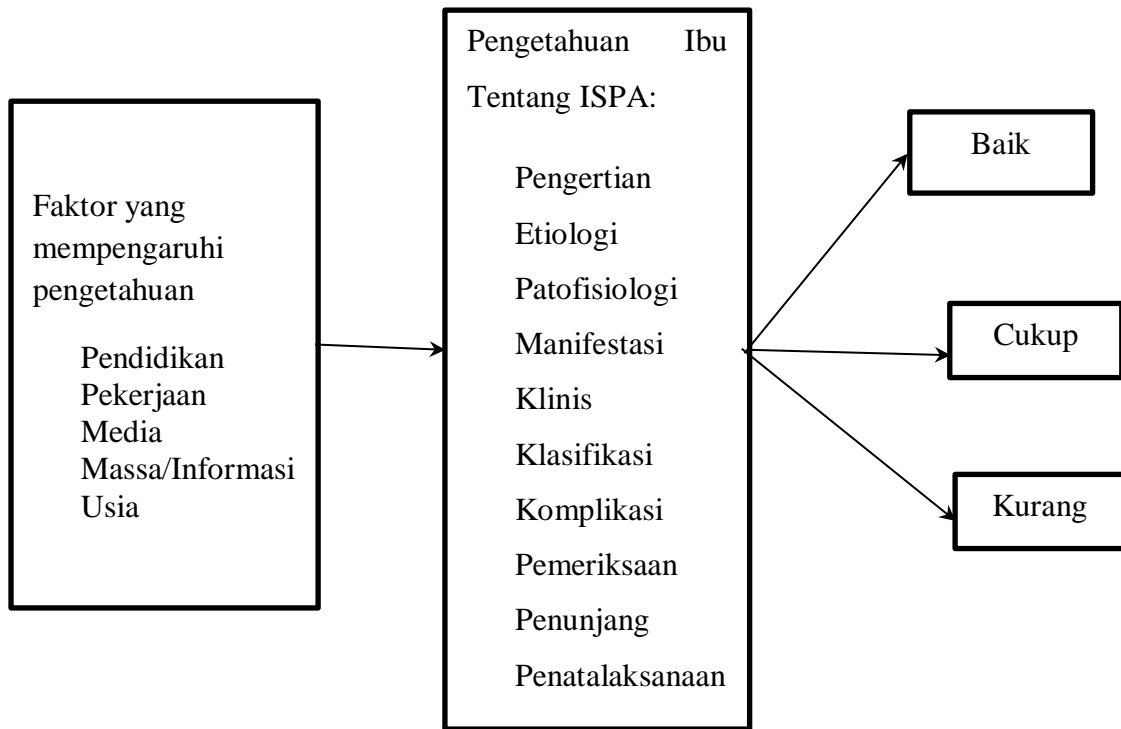 Faktor yang
mempengaruhi
pengetahuan
Pendidikan
Pekerjaan
Media
Massa/Informasi
Usia
Pengetahuan Ibu
Tentang ISPA:
Pengertian
Etiologi
Patofisiologi
Manifestasi
Klinis
Klasifikasi
Komplikasi
Pemeriksaan
Penunjang
Penatalaksanaan
Baik
Cukup
Kurang